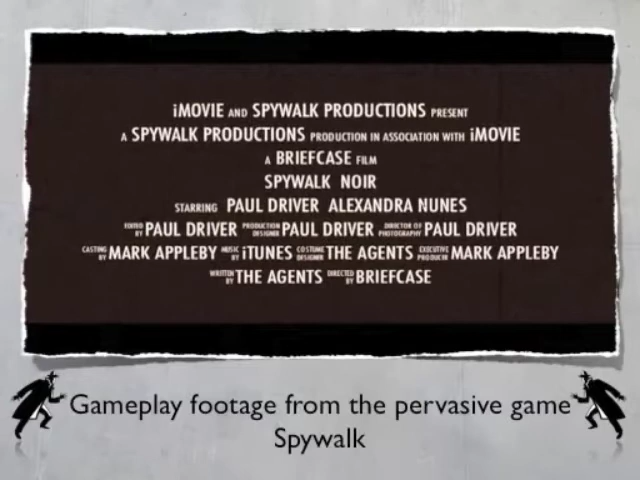 iMOVIE AND SPYWALK PRODUCTIONS PRESENT
A SPYWALK PRODUCTIONS PRODUCTION IN ASSOCIATION WITH iMOVIE
A BRIEFCASE FILM
SPYWALK NOIR
STARRING PAUL DRIVER ALEXANDRA NUNES
EDITED BY PAUL DRIVER PRODUCTION DESIGNER PAUL DRIVER DIRECTOR OF PHOTOGRAPHY PAUL DRIVER
CASTING BY MARK APPLEBY MUSIC BY iTUNES COSTUME DESIGNER THE AGENTS EXECUTIVE PRODUCER MARK APPLEBY
WRITTEN BY THE AGENTS DIRECTED BY BRIEFCASE
Gameplay footage from the pervasive game
Spywalk